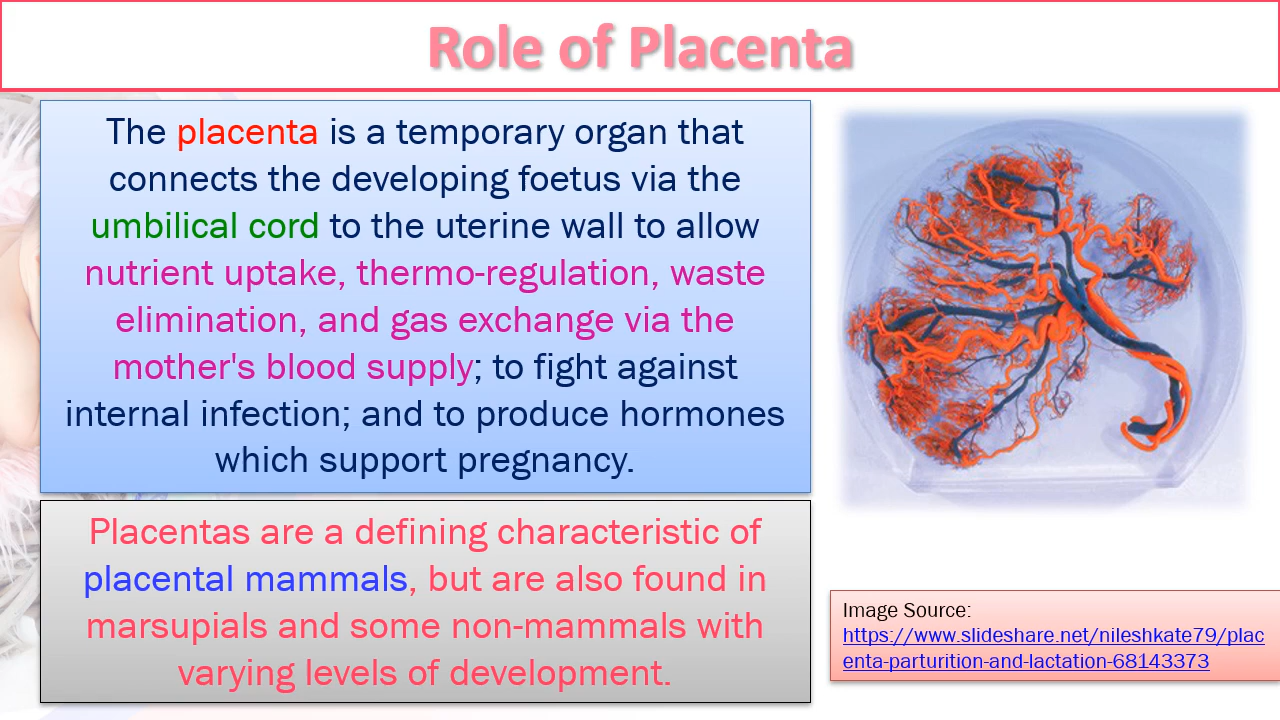 Role of Placenta
The placenta is a temporary organ that
connects the developing foetus via the
umbilical cord to the uterine wall to allow
nutrient uptake, thermo-regulation, waste
elimination, and gas exchange via the
mother's blood supply; to fight against
internal infection; and to produce hormones
which support pregnancy.
Placentas are a defining characteristic of
placental mammals, but are also found in
marsupials and some non-mammals with
varying levels of development.
Image Source:
https://www.slideshare.net/nileshkate79/plac
enta-parturition-and-lactation-68143373